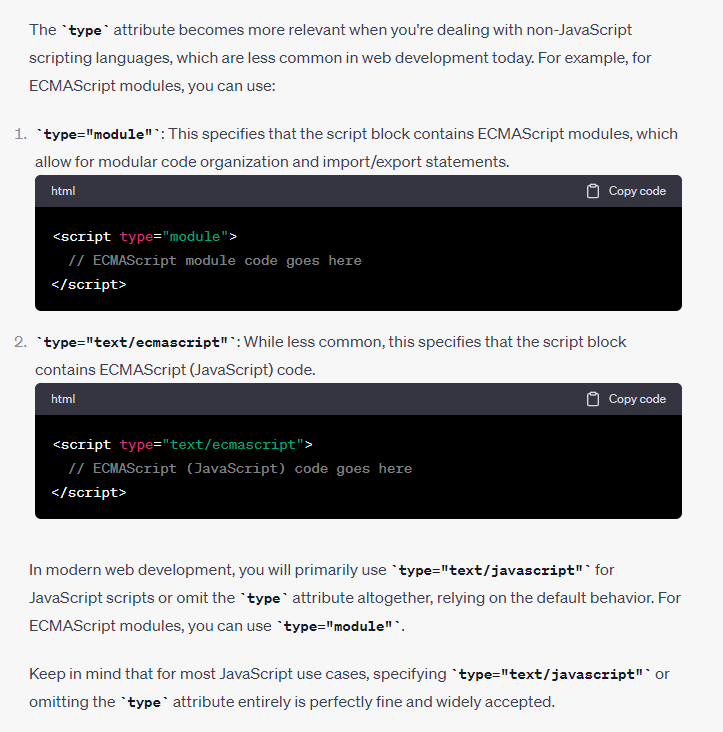 The `type` attribute becomes more relevant when you're dealing with non-JavaScript
scripting languages, which are less common in web development today. For example, for
ECMAScript modules, you can use:
1. `type="module"`: This specifies that the script block contains ECMAScript modules, which
allow for modular code organization and import/export statements.
html Copy code
<script type="module">
// ECMAScript module code goes here
</script>
2. `type="text/ecmascript"`: While less common, this specifies that the script block
contains ECMAScript (JavaScript) code.
html Copy code
<script type="text/ecmascript">
// ECMAScript (JavaScript) code goes here
</script>
In modern web development, you will primarily use `type="text/javascript"` for
JavaScript scripts or omit the `type` attribute altogether, relying on the default behavior. For
ECMAScript modules, you can use `type="module"`.
Keep in mind that for most JavaScript use cases, specifying `type="text/javascript"` or
omitting the `type` attribute entirely is perfectly fine and widely accepted.